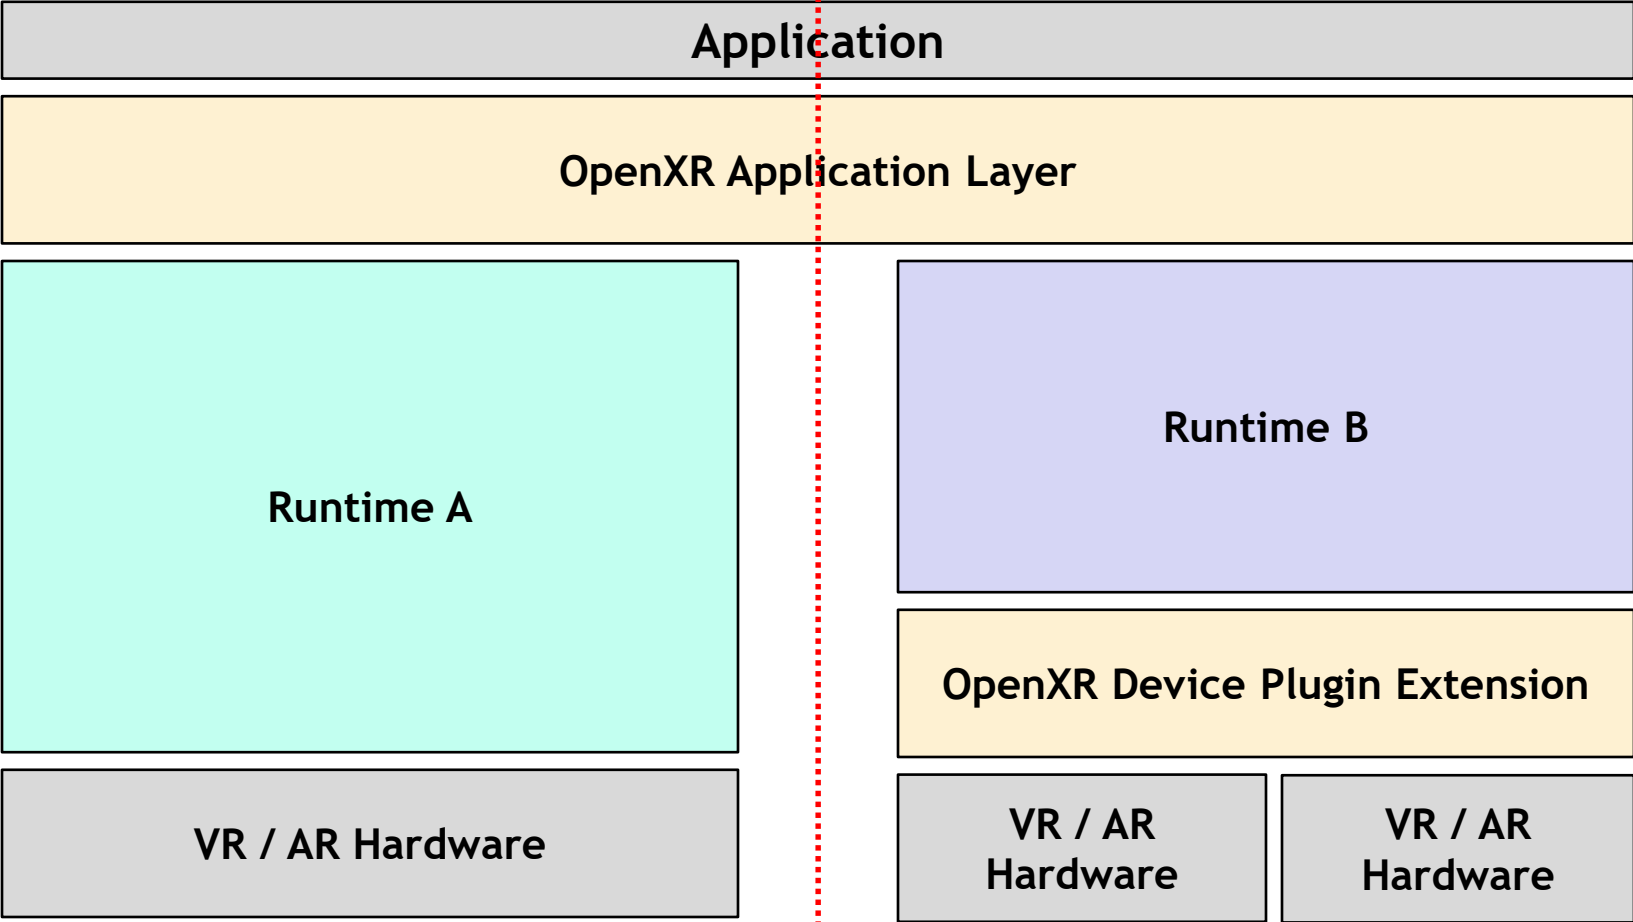 Application
OpenXR Application Layer
Runtime A
Runtime B
OpenXR Device Plugin Extension
VR / AR Hardware
VR / AR
Hardware
VR / AR
Hardware